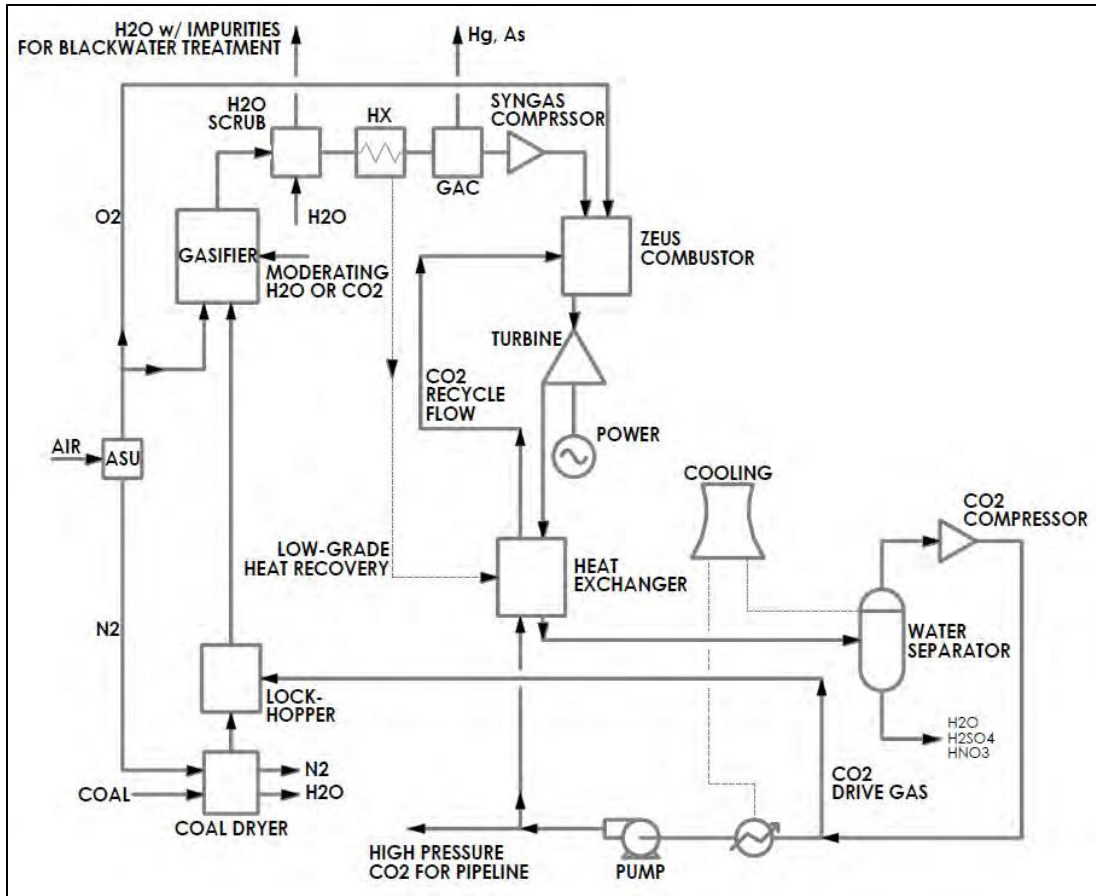 H2O w/ IMPURITIES
FOR BLACKWATER TREATMENT
Hg, As
H2O
SCRUB
HX
SYNGAS
COMPRSSOR
GAC
O2
H2O
GASIFIER
MODERATING
H2O OR CO2
ZEUS
COMBUSTOR
TURBINE
CO2
RECYCLE
FLOW
POWER
AIR
ASU
COOLING
CO2
COMPRESSOR
LOW-GRADE
HEAT RECOVERY
HEAT
EXCHANGER
N2
WATER
SEPARATOR
LOCK-
HOPPER
H2O
H2SO4
HNO3
N2
COAL
H2O
COAL DRYER
CO2
DRIVE GAS
HIGH PRESSURE
CO2 FOR PIPELINE
PUMP